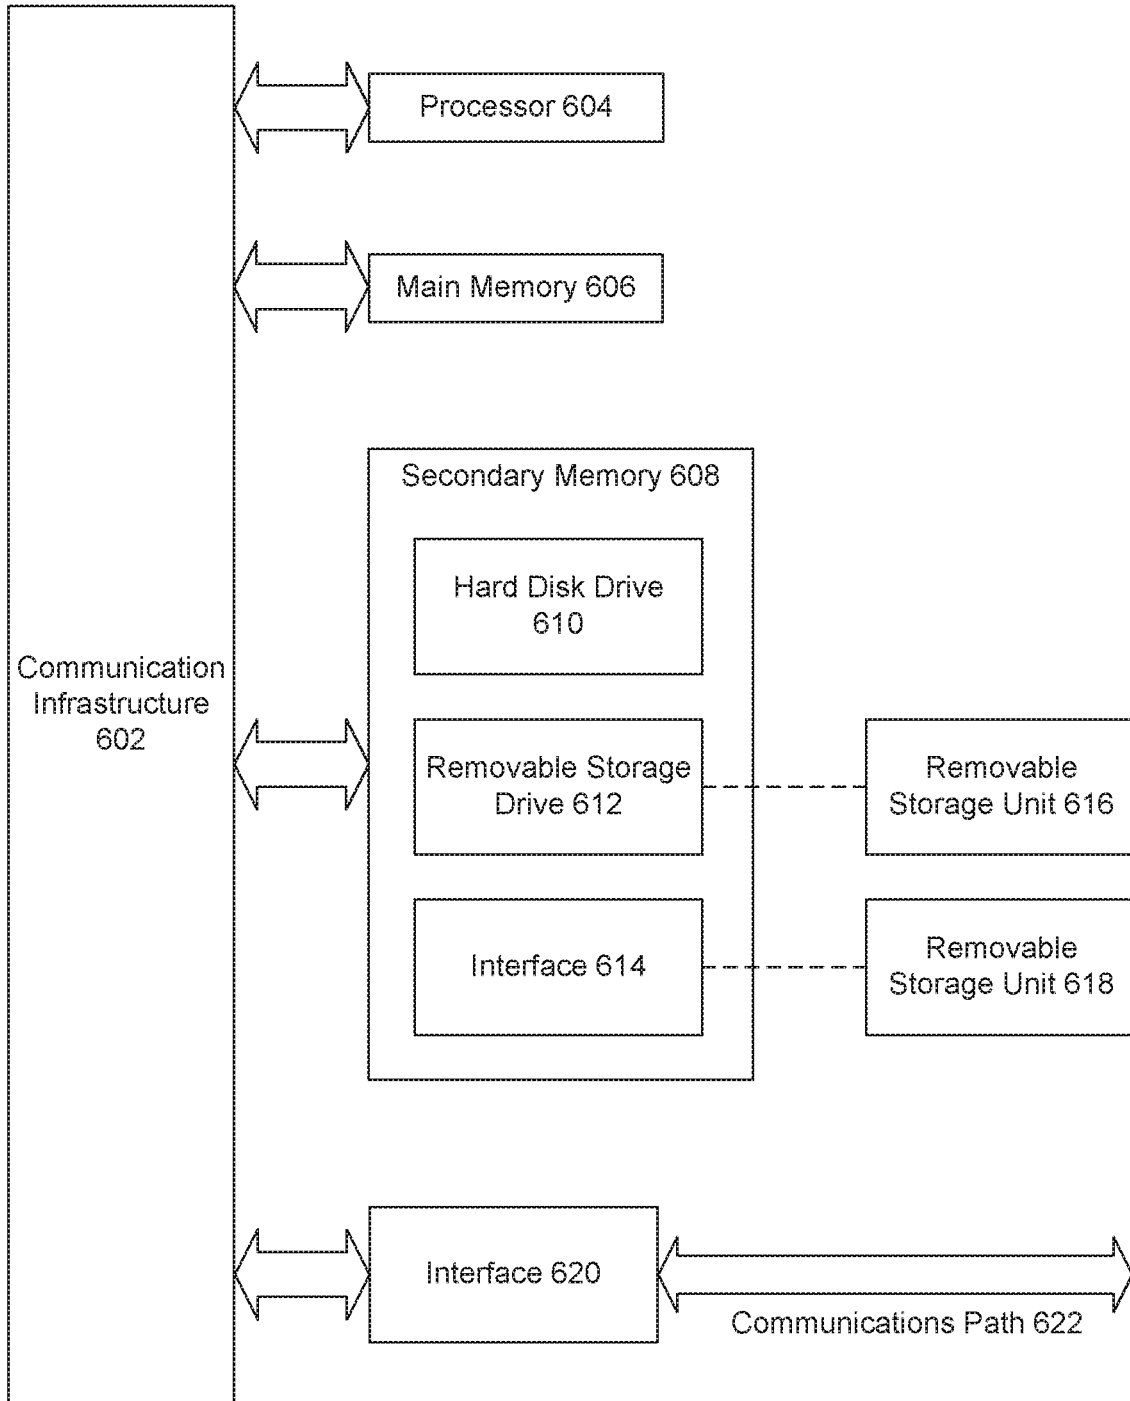 Processor 604
Main Memory 606
Secondary Memory 608
Hard Disk Drive
610
Communication
Infrastructure
602
Removable Storage
Drive 612
Removable
Storage Unit 616
Interface 614
Removable
Storage Unit 618
Interface 620
Communications Path 622